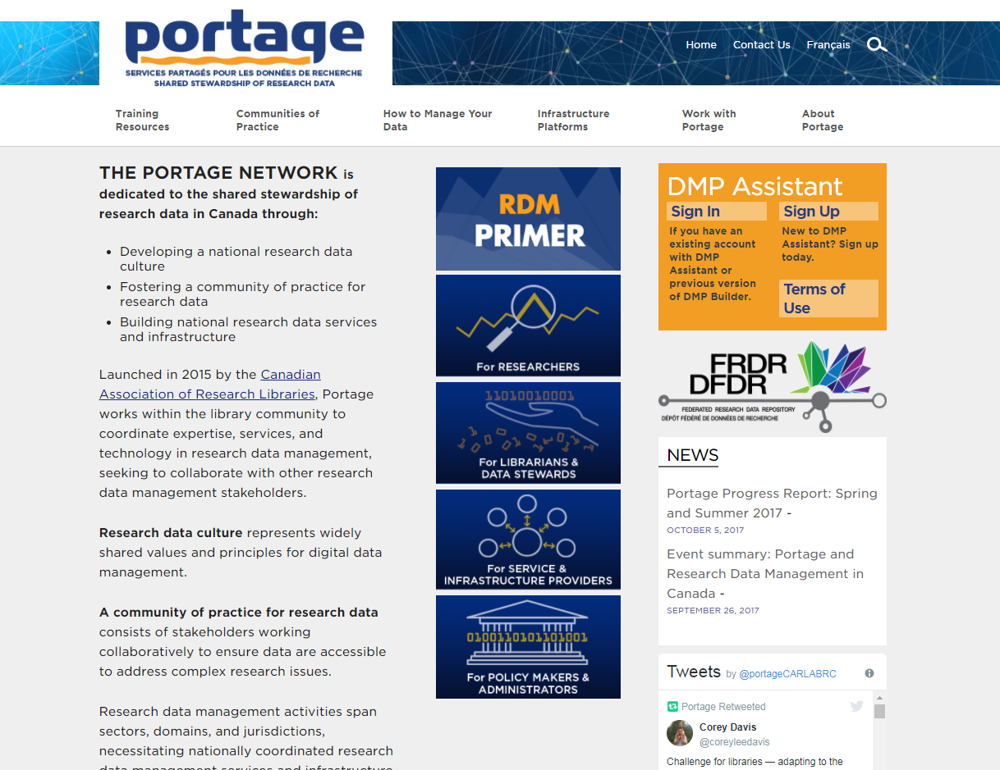 portage
SERVICES PARTAGÉS POUR LES DONNÉES DE RECHERCHE
SHARED STEWARDSHIP OF RESEARCH DATA
Home
Contact Us
Français
Training
Resources
Communities of
Practice
How to Manage Your
Data
Infrastructure
Platforms
Work with
Portage
About
Portage
THE PORTAGE NETWORK is
dedicated to the shared stewardship of
research data in Canada through:
• Developing a national research data
culture
• Fostering a community of practice for
research data
• Building national research data services
and infrastructure
Launched in 2015 by the Canadian
Association of Research Libraries, Portage
works within the library community to
coordinate expertise, services, and
technology in research data management,
seeking to collaborate with other research
data management stakeholders.
Research data culture represents widely
shared values and principles for digital data
management.
A community of practice for research data
consists of stakeholders working
collaboratively to ensure data are accessible
to address complex research issues.
Research data management activities span
sectors, domains, and jurisdictions,
necessitating nationally coordinated research
data management services and infrastructure
RDM
PRIMER
For RESEARCHERS
11010010001
For LIBRARIANS &
DATA STEWARDS
For SERVICE &
INFRASTRUCTURE PROVIDERS
0100110101101001
For POLICY MAKERS &
ADMINISTRATORS
DMP Assistant
Sign In
If you have an
existing account
with DMP
Assistant or
previous version
of DMP Builder.
Sign Up
New to DMP
Assistant? Sign up
today.
Terms of
Use
FRDR
DFDR
FEDERATED RESEARCH DATA REPOSITORY
DÉPÔT FÉDÉRÉ DE DONNÉES DE RECHERCHE
NEWS
Portage Progress Report: Spring
and Summer 2017 -
OCTOBER 5, 2017
Event summary: Portage and
Research Data Management in
Canada -
SEPTEMBER 26, 2017
Tweets by @portageCARLABRC
Portage Retweeted
Corey Davis
@coreyleedavis
Challenge for libraries — adapting to the